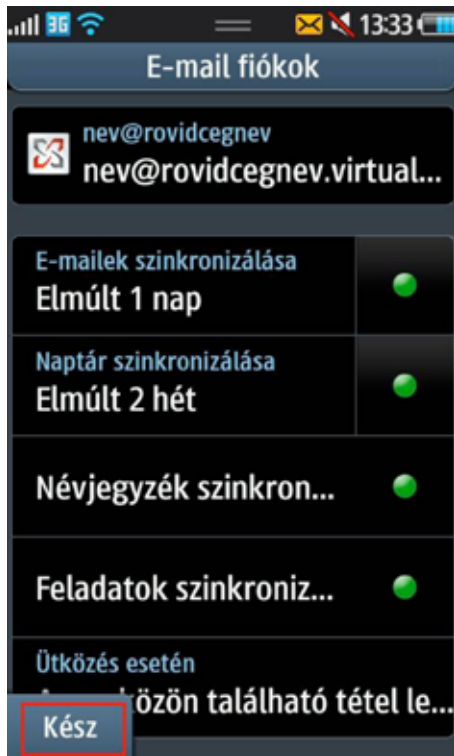 3G 13:33
E-mail fiókok
nev@rovidcegnev
nev@rovidcegnev.virtual...
E-mailek szinkronizálása
Elmúlt 1 nap
Naptár szinkronizálása
Elmúlt 2 hét
Névjegyzék szinkron...
Feladatok szinkroniz...
Ütközés esetén
található tétel le...
Kész